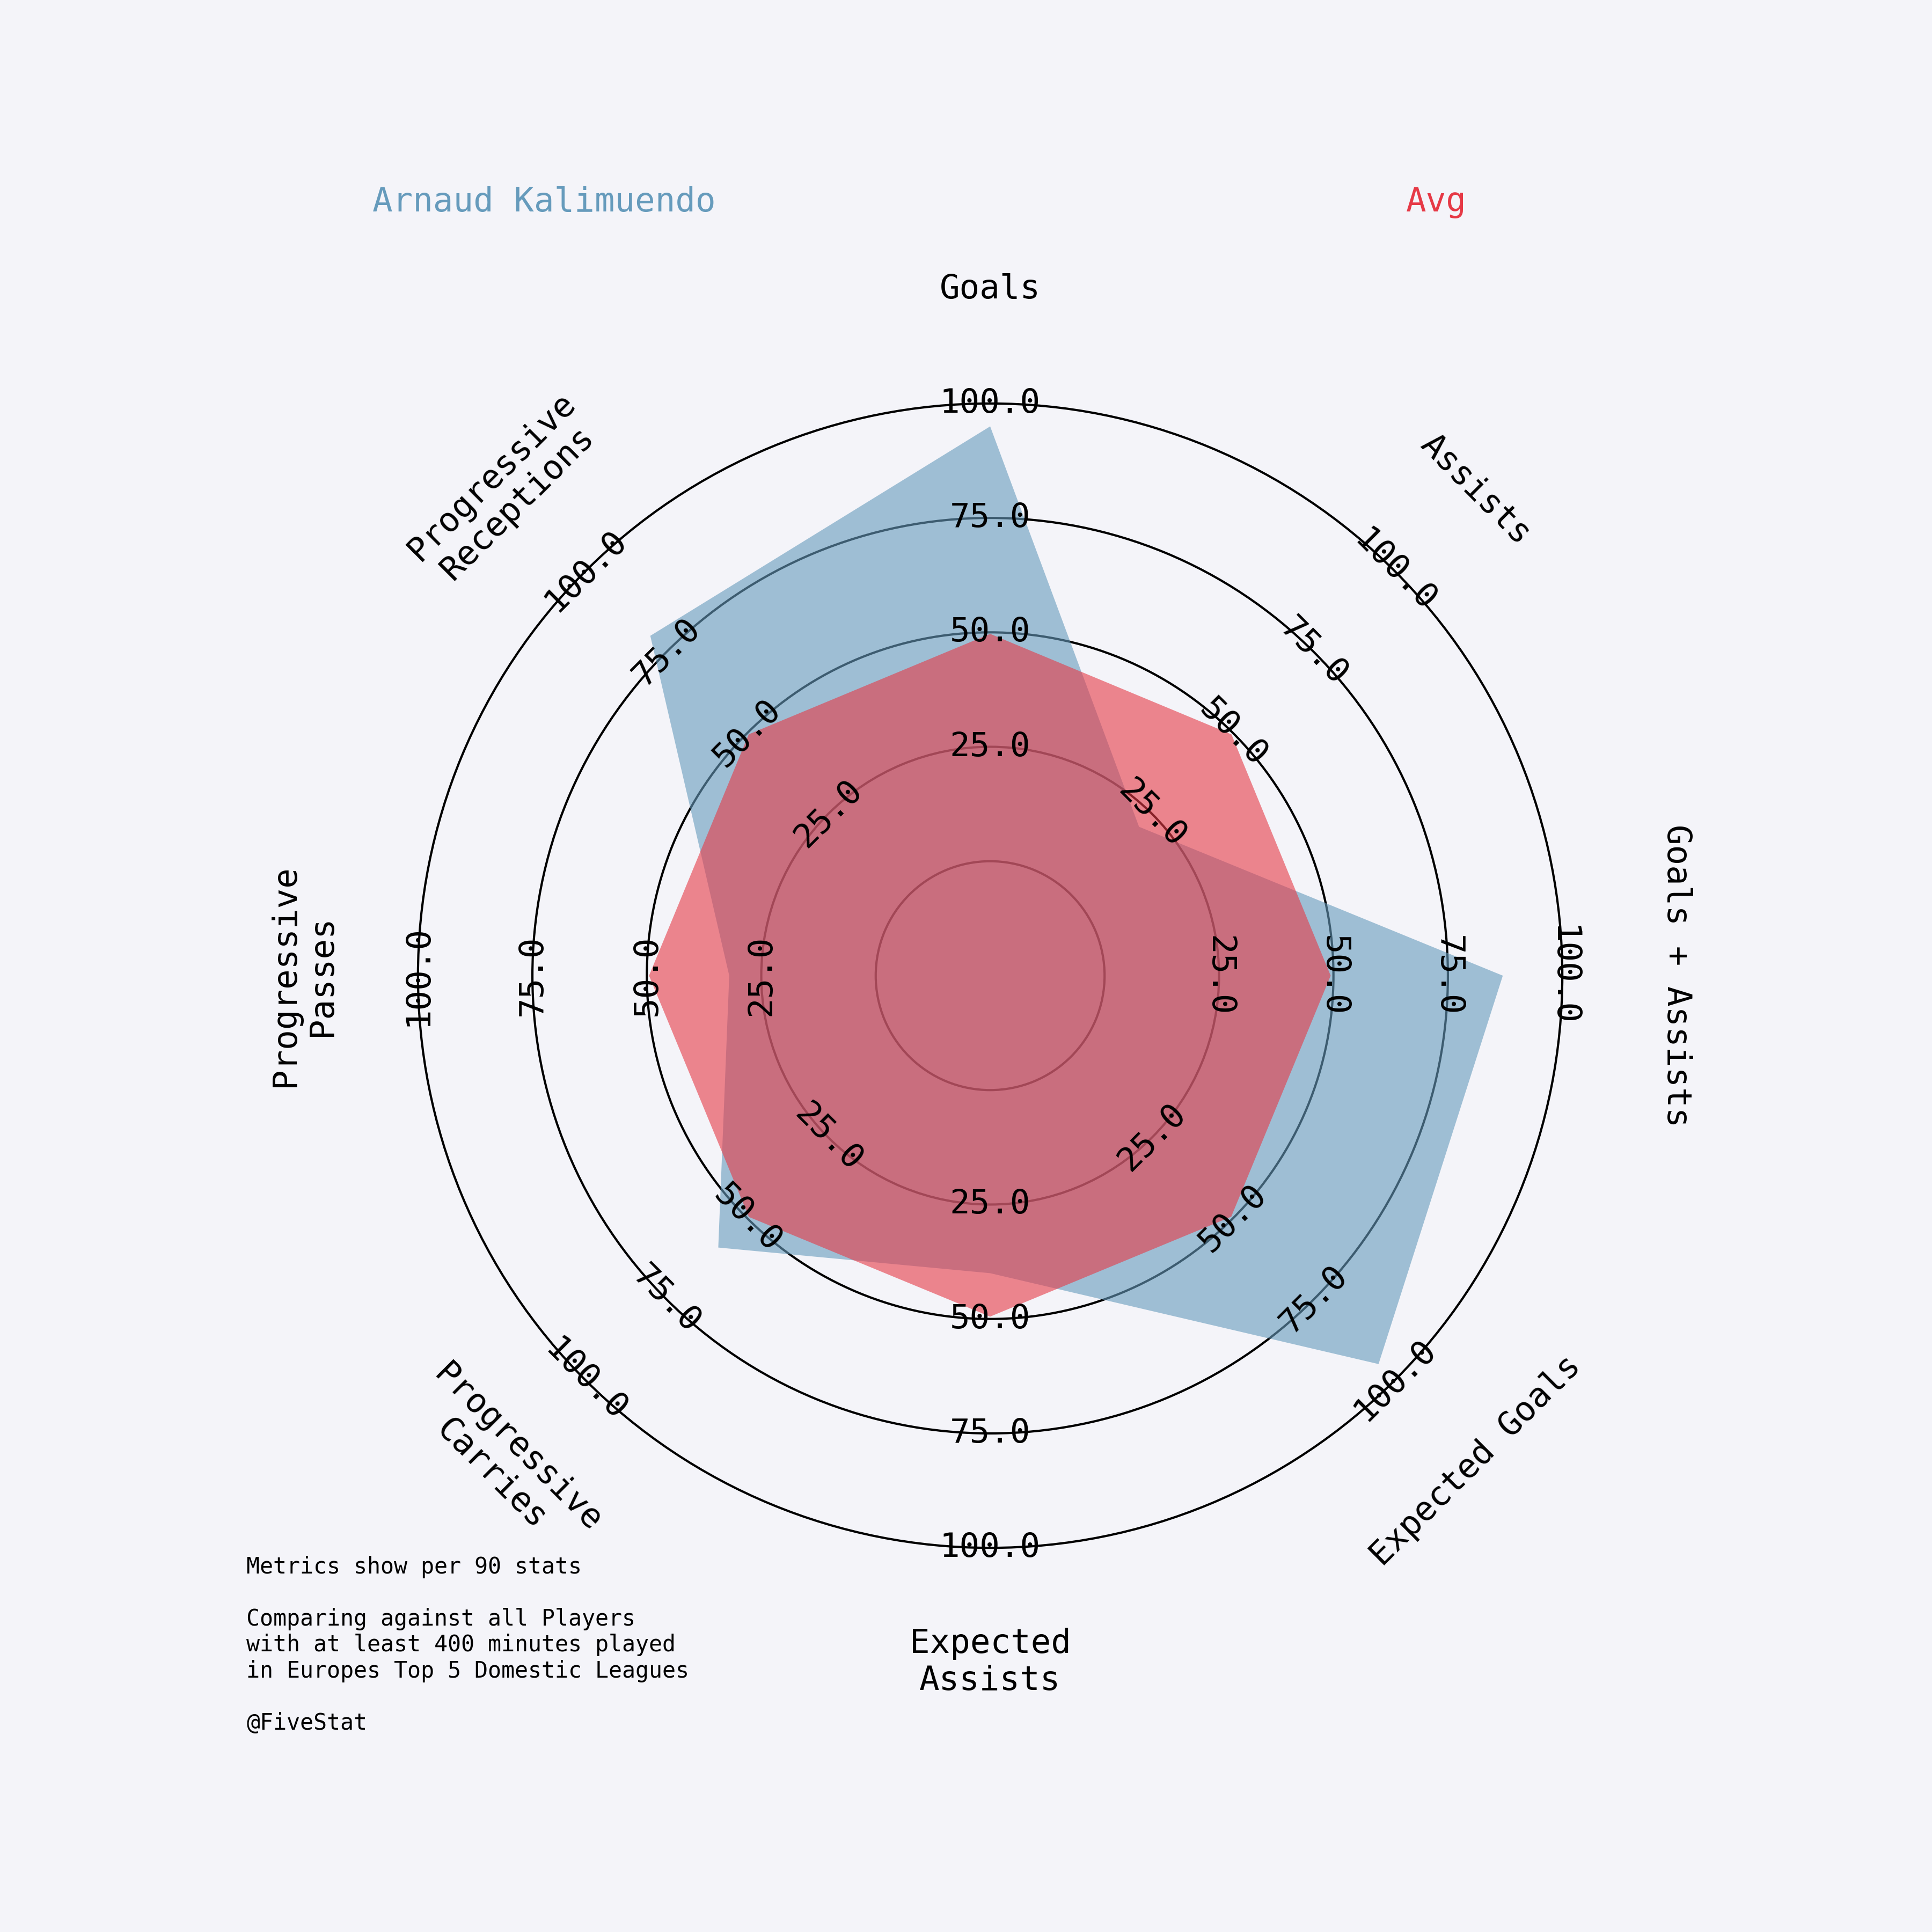 Arnaud Kalimuendo
Avg
Goals
Assists
Goals + Assists
Expected Goals
Expected
Assists
Progressive
Carries
Progressive
Passes
Progressive
Receptions
25.0
50.0
75.0
100.0
25.0
50.0
75.0
100.0
25.0
50.0
75.0
100.0
25.0
50.0
75.0
100.0
25.0
50.0
75.0
100.0
25.0
50.0
75.0
100.0
25.0
50.0
75.0
100.0
25.0
50.0
75.0
100.0
Metrics show per 90 stats
Comparing against all Players
with at least 400 minutes played
in Europes Top 5 Domestic Leagues
@FiveStat